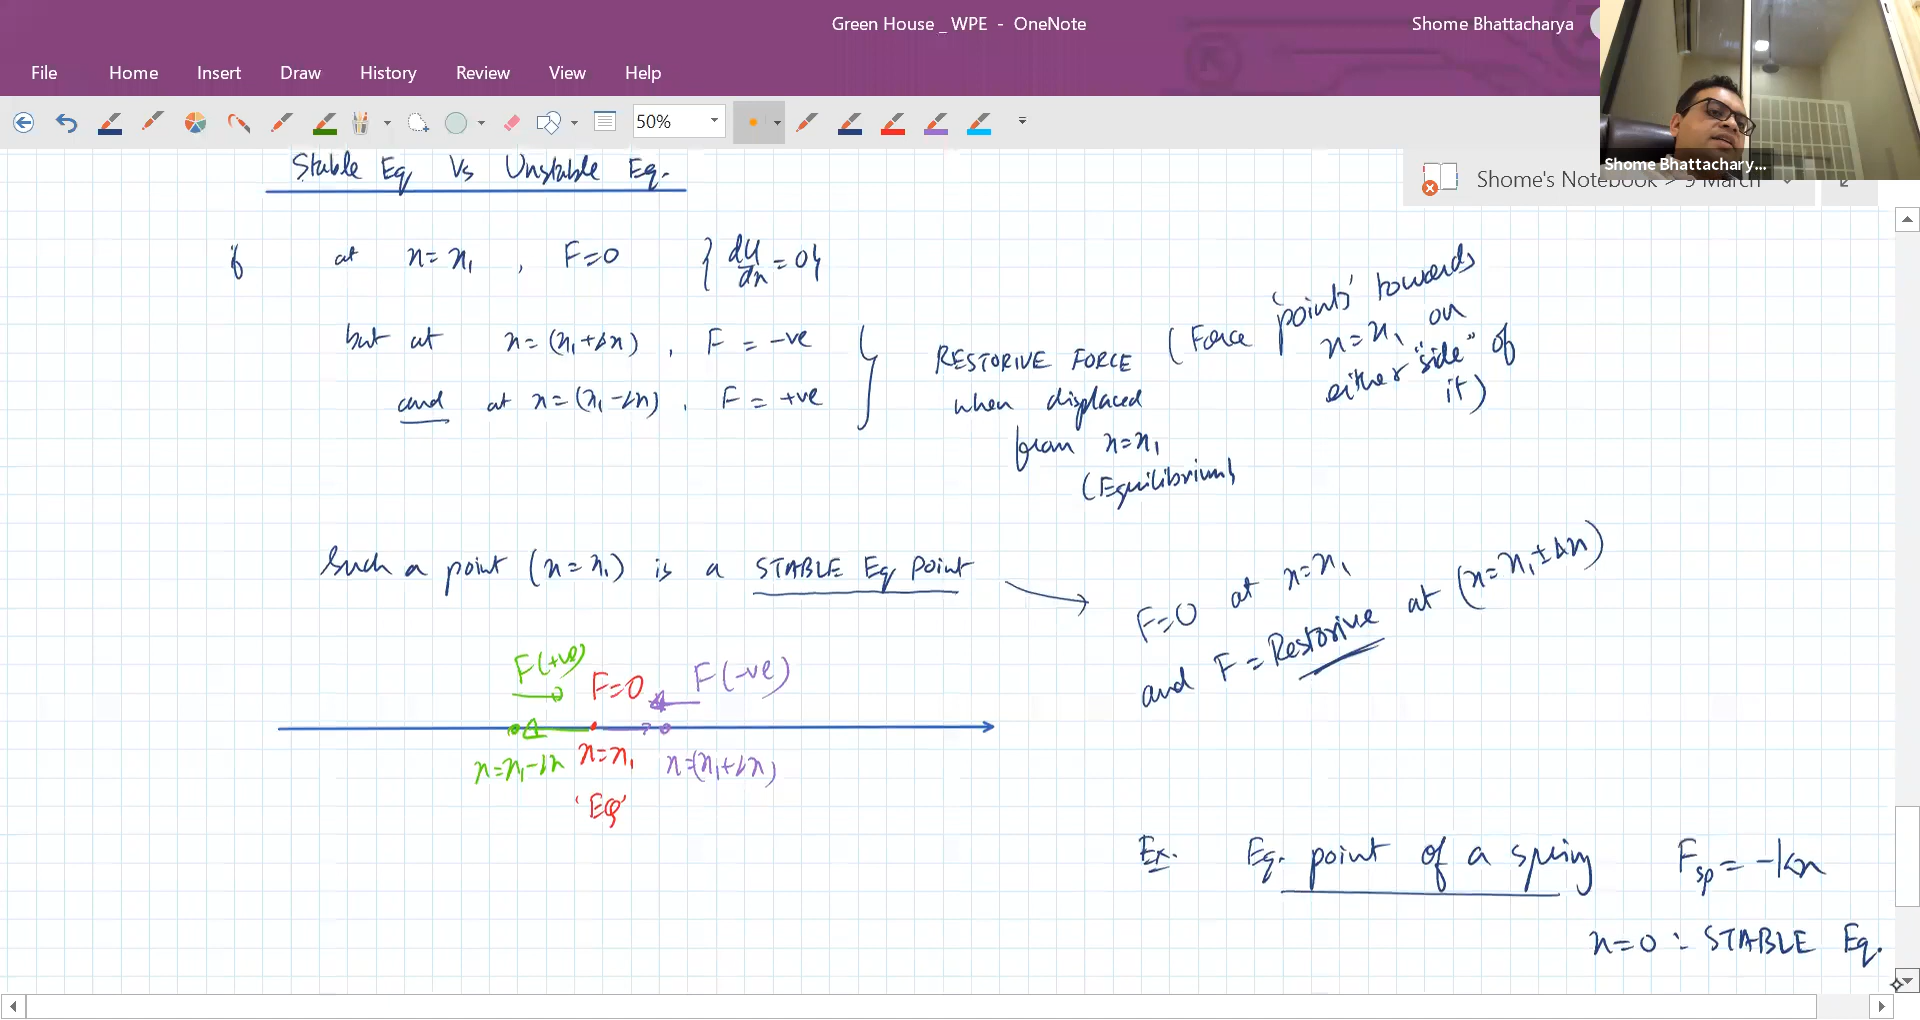 Green House _ WPE - OneNote
Shome Bhattacharya
File Home Insert Draw History Review View Help
50%
Shome Bhattachary...
Shome's Notebook > 9 March
Stable Eq Vs Unstable Eq.
if at x = x₁ , F=0 { du/dx = 0}
but at x = (x₁+Δx) , F = -ve
and at x = (x₁-Δx) , F = +ve
RESTORIVE FORCE
when displaced
from x=x₁
(Equilibrium)
(Force 'points' towards
x = x₁ on
either "side" of
it)
Such a point (x = x₁) is a STABLE Eq Point
F=0 at x=x₁
and F = Restorive at (x = x₁ ± Δx)
F(+ve)
F=0
F(-ve)
x=x₁-Δx
x=x₁
x=(x₁+Δx)
'Eq'
Ex. Eq. point of a spring Fsp = -kx
x=0 : STABLE Eq.